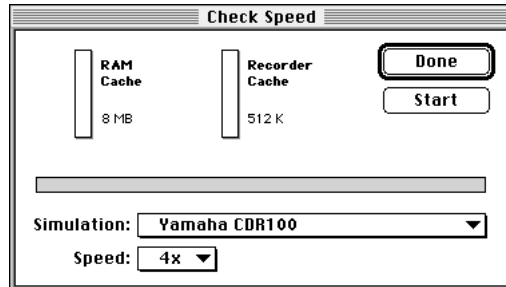 Check Speed
RAM
Cache
8 MB
Recorder
Cache
512 K
Done
Start
Simulation: Yamaha CDR100
Speed: 4x